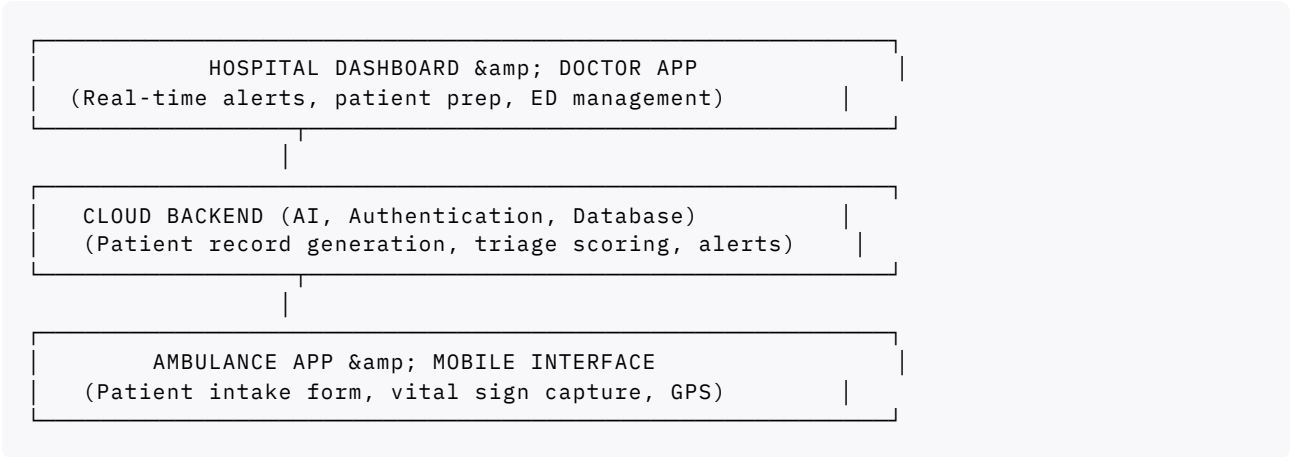 HOSPITAL DASHBOARD &amp; DOCTOR APP
(Real-time alerts, patient prep, ED management)
CLOUD BACKEND (AI, Authentication, Database)
(Patient record generation, triage scoring, alerts)
AMBULANCE APP &amp; MOBILE INTERFACE
(Patient intake form, vital sign capture, GPS)